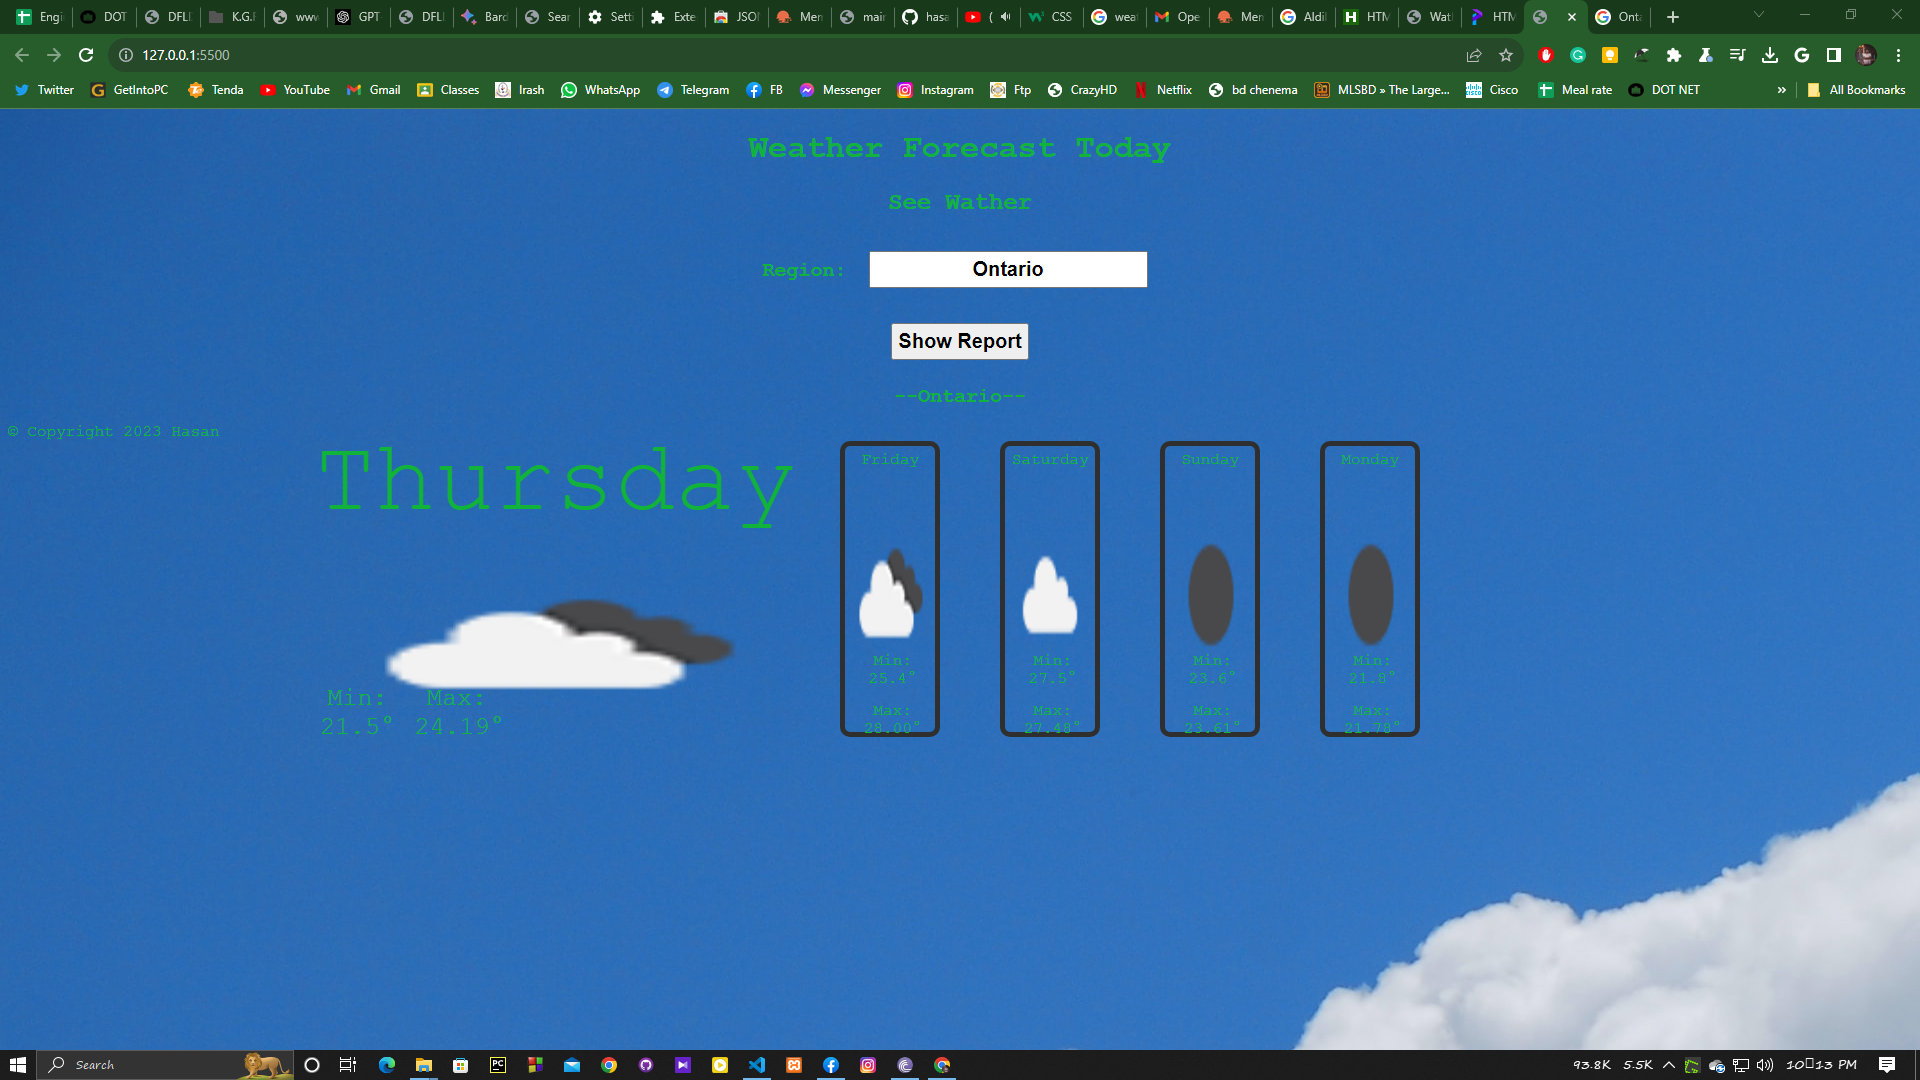 Engi
DOT
DFLI
K.G.F
www
GPT
DFLI
Bard
Sear
Setti
Exte
JSOI
Men
mair
hasa
(
CSS
wea
Ope
Men
Aldil
HTM
Wat
HTM
Onta
127.0.0.1:5500
Twitter
GetIntoPC
Tenda
YouTube
Gmail
Classes
Irash
WhatsApp
Telegram
FB
Messenger
Instagram
Ftp
CrazyHD
Netflix
bd chenema
MLSBD » The Large...
Cisco
Meal rate
DOT NET
»
All Bookmarks
Weather Forecast Today
See Wather
Region: Ontario
Show Report
--Ontario--
© Copyright 2023 Hasan
Thursday
Min: Max:
21.5° 24.19°
Friday
Min:
25.4°
Max:
28.00°
Saturday
Min:
27.5°
Max:
27.48°
Sunday
Min:
23.6°
Max:
23.61°
Monday
Min:
21.8°
Max:
21.78°
Search
93.8K 5.5K
10▯13 PM